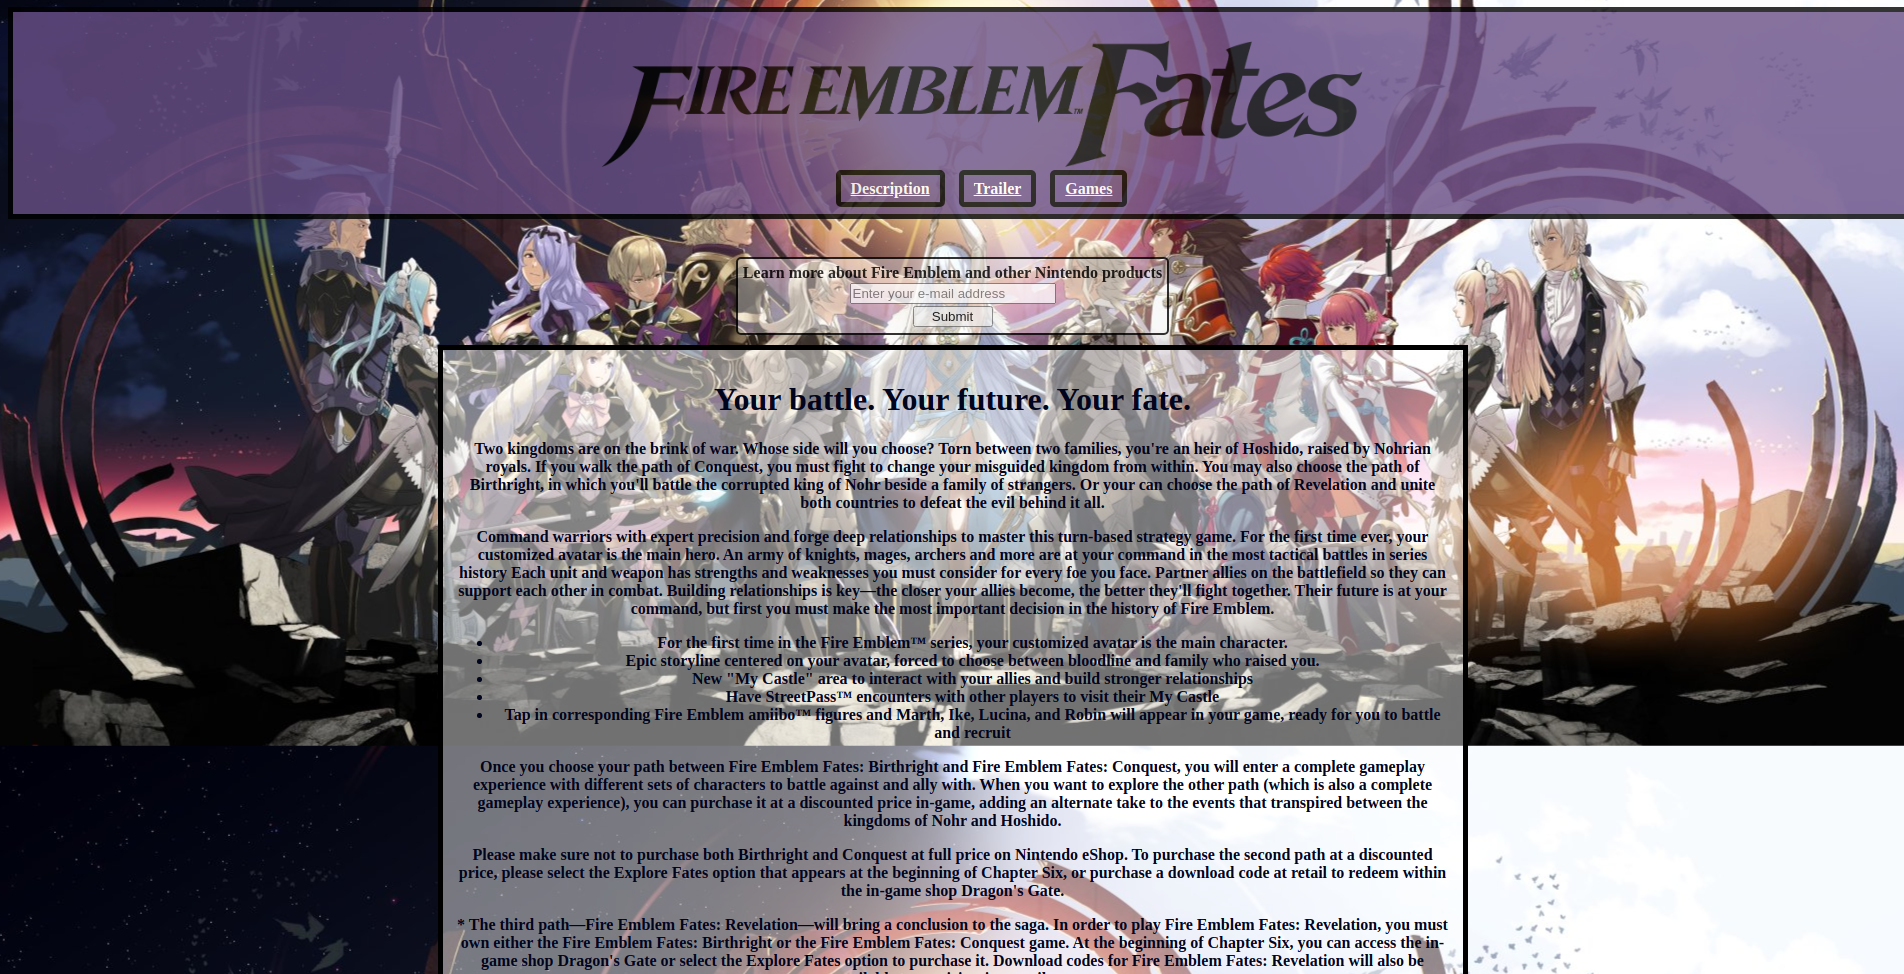 FIRE EMBLEM™ Fates
Description Trailer Games
Learn more about Fire Emblem and other Nintendo products
Enter your e-mail address
Submit
Your battle. Your future. Your fate.
Two kingdoms are on the brink of war. Whose side will you choose? Torn between two families, you're an heir of Hoshido, raised by Nohrian
royals. If you walk the path of Conquest, you must fight to change your misguided kingdom from within. You may also choose the path of
Birthright, in which you'll battle the corrupted king of Nohr beside a family of strangers. Or your can choose the path of Revelation and unite
both countries to defeat the evil behind it all.
Command warriors with expert precision and forge deep relationships to master this turn-based strategy game. For the first time ever, your
customized avatar is the main hero. An army of knights, mages, archers and more are at your command in the most tactical battles in series
history Each unit and weapon has strengths and weaknesses you must consider for every foe you face. Partner allies on the battlefield so they can
support each other in combat. Building relationships is key—the closer your allies become, the better they'll fight together. Their future is at your
command, but first you must make the most important decision in the history of Fire Emblem.
• For the first time in the Fire Emblem™ series, your customized avatar is the main character.
• Epic storyline centered on your avatar, forced to choose between bloodline and family who raised you.
• New "My Castle" area to interact with your allies and build stronger relationships
• Have StreetPass™ encounters with other players to visit their My Castle
• Tap in corresponding Fire Emblem amiibo™ figures and Marth, Ike, Lucina, and Robin will appear in your game, ready for you to battle
and recruit
Once you choose your path between Fire Emblem Fates: Birthright and Fire Emblem Fates: Conquest, you will enter a complete gameplay
experience with different sets of characters to battle against and ally with. When you want to explore the other path (which is also a complete
gameplay experience), you can purchase it at a discounted price in-game, adding an alternate take to the events that transpired between the
kingdoms of Nohr and Hoshido.
Please make sure not to purchase both Birthright and Conquest at full price on Nintendo eShop. To purchase the second path at a discounted
price, please select the Explore Fates option that appears at the beginning of Chapter Six, or purchase a download code at retail to redeem within
the in-game shop Dragon's Gate.
* The third path—Fire Emblem Fates: Revelation—will bring a conclusion to the saga. In order to play Fire Emblem Fates: Revelation, you must
own either the Fire Emblem Fates: Birthright or the Fire Emblem Fates: Conquest game. At the beginning of Chapter Six, you can access the in-
game shop Dragon's Gate or select the Explore Fates option to purchase it. Download codes for Fire Emblem Fates: Revelation will also be